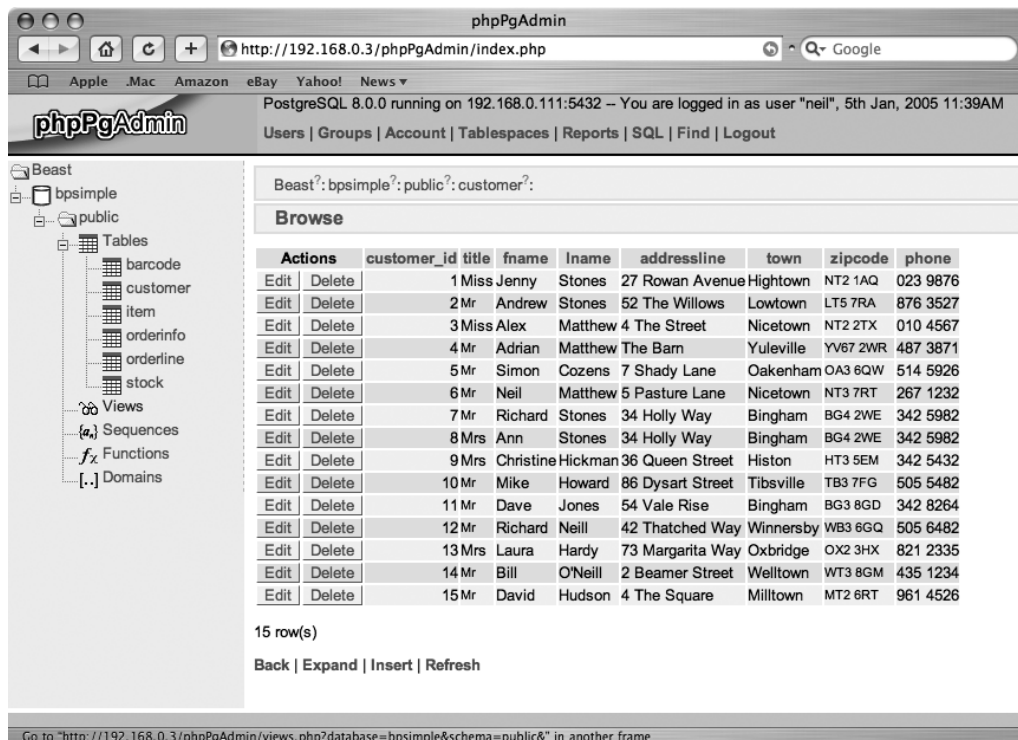 phpPgAdmin
http://192.168.0.3/phpPgAdmin/index.php
Google
Apple .Mac Amazon eBay Yahoo! News ▾
phpPgAdmin
PostgreSQL 8.0.0 running on 192.168.0.111:5432 -- You are logged in as user "neil", 5th Jan, 2005 11:39AM
Users | Groups | Account | Tablespaces | Reports | SQL | Find | Logout
Beast
bpsimple
public
Tables
barcode
customer
item
orderinfo
orderline
stock
Views
Sequences
Functions
Domains
Beast?: bpsimple?: public?: customer?:
Browse
Actions customer_id title fname lname addressline town zipcode phone
Edit Delete 1 Miss Jenny Stones 27 Rowan Avenue Hightown NT2 1AQ 023 9876
Edit Delete 2 Mr Andrew Stones 52 The Willows Lowtown LT5 7RA 876 3527
Edit Delete 3 Miss Alex Matthew 4 The Street Nicetown NT2 2TX 010 4567
Edit Delete 4 Mr Adrian Matthew The Barn Yuleville YV67 2WR 487 3871
Edit Delete 5 Mr Simon Cozens 7 Shady Lane Oakenham OA3 6QW 514 5926
Edit Delete 6 Mr Neil Matthew 5 Pasture Lane Nicetown NT3 7RT 267 1232
Edit Delete 7 Mr Richard Stones 34 Holly Way Bingham BG4 2WE 342 5982
Edit Delete 8 Mrs Ann Stones 34 Holly Way Bingham BG4 2WE 342 5982
Edit Delete 9 Mrs Christine Hickman 36 Queen Street Histon HT3 5EM 342 5432
Edit Delete 10 Mr Mike Howard 86 Dysart Street Tibsville TB3 7FG 505 5482
Edit Delete 11 Mr Dave Jones 54 Vale Rise Bingham BG3 8GD 342 8264
Edit Delete 12 Mr Richard Neill 42 Thatched Way Winnersby WB3 6GQ 505 6482
Edit Delete 13 Mrs Laura Hardy 73 Margarita Way Oxbridge OX2 3HX 821 2335
Edit Delete 14 Mr Bill O'Neill 2 Beamer Street Welltown WT3 8GM 435 1234
Edit Delete 15 Mr David Hudson 4 The Square Milltown MT2 6RT 961 4526
15 row(s)
Back | Expand | Insert | Refresh
Go to "http://192.168.0.3/phpPgAdmin/views.php?database=bpsimple&schema=public&" in another frame